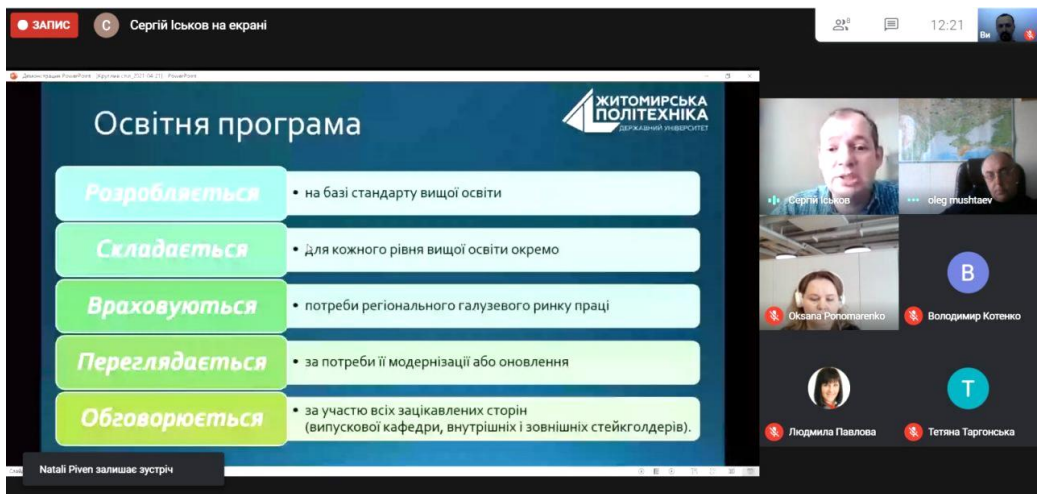 ЗАПИС
С
Сергій Іськов на екрані
8
12:21
Ви
ЖИТОМИРСЬКА
ПОЛІТЕХНІКА
ДЕРЖАВНИЙ УНІВЕРСИТЕТ
Освітня програма
Розробляється
• на базі стандарту вищої освіти
Складається
• для кожного рівня вищої освіти окремо
Враховуються
• потреби регіонального галузевого ринку праці
Переглядається
• за потреби її модернізації або оновлення
Обговорюється
• за участю всіх зацікавлених сторін
(випускової кафедри, внутрішніх і зовнішніх стейкголдерів).
Сергій Іськов
oleg mushtaev
Oksana Ponomarenko
В
Володимир Котенко
Людмила Павлова
Т
Тетяна Таргонська
Natali Piven залишає зустріч